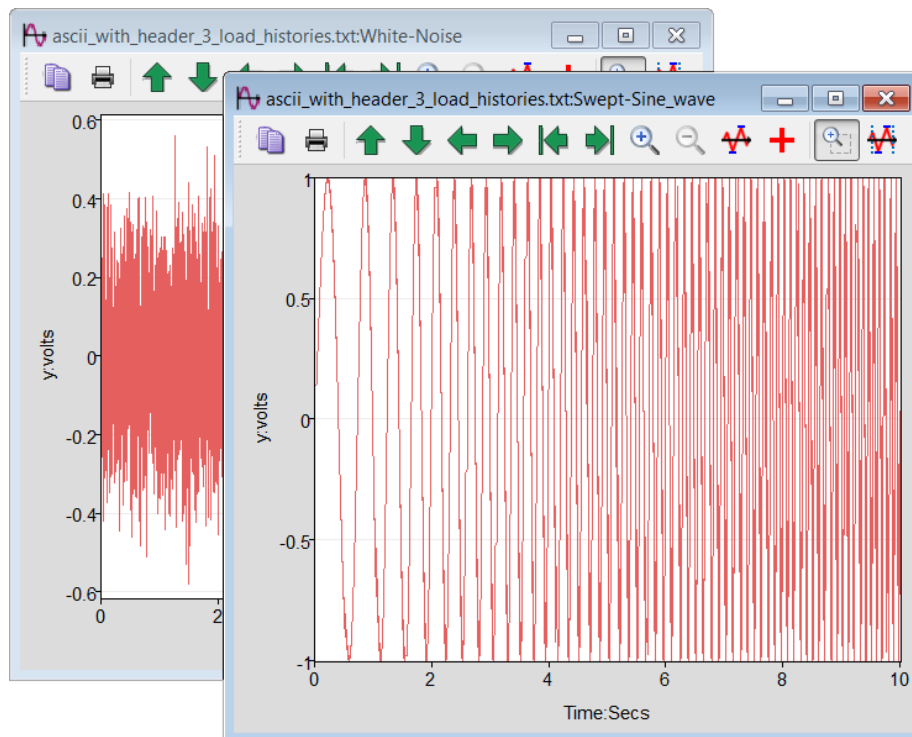 ascii_with_header_3_load_histories.txt:White-Noise
ascii_with_header_3_load_histories.txt:Swept-Sine_wave
0.6
0.4
0.2
0
-0.2
-0.4
-0.6
y:volts
0
2
1
0.5
0
-0.5
-1
y:volts
0 2 4 6 8 10
Time:Secs